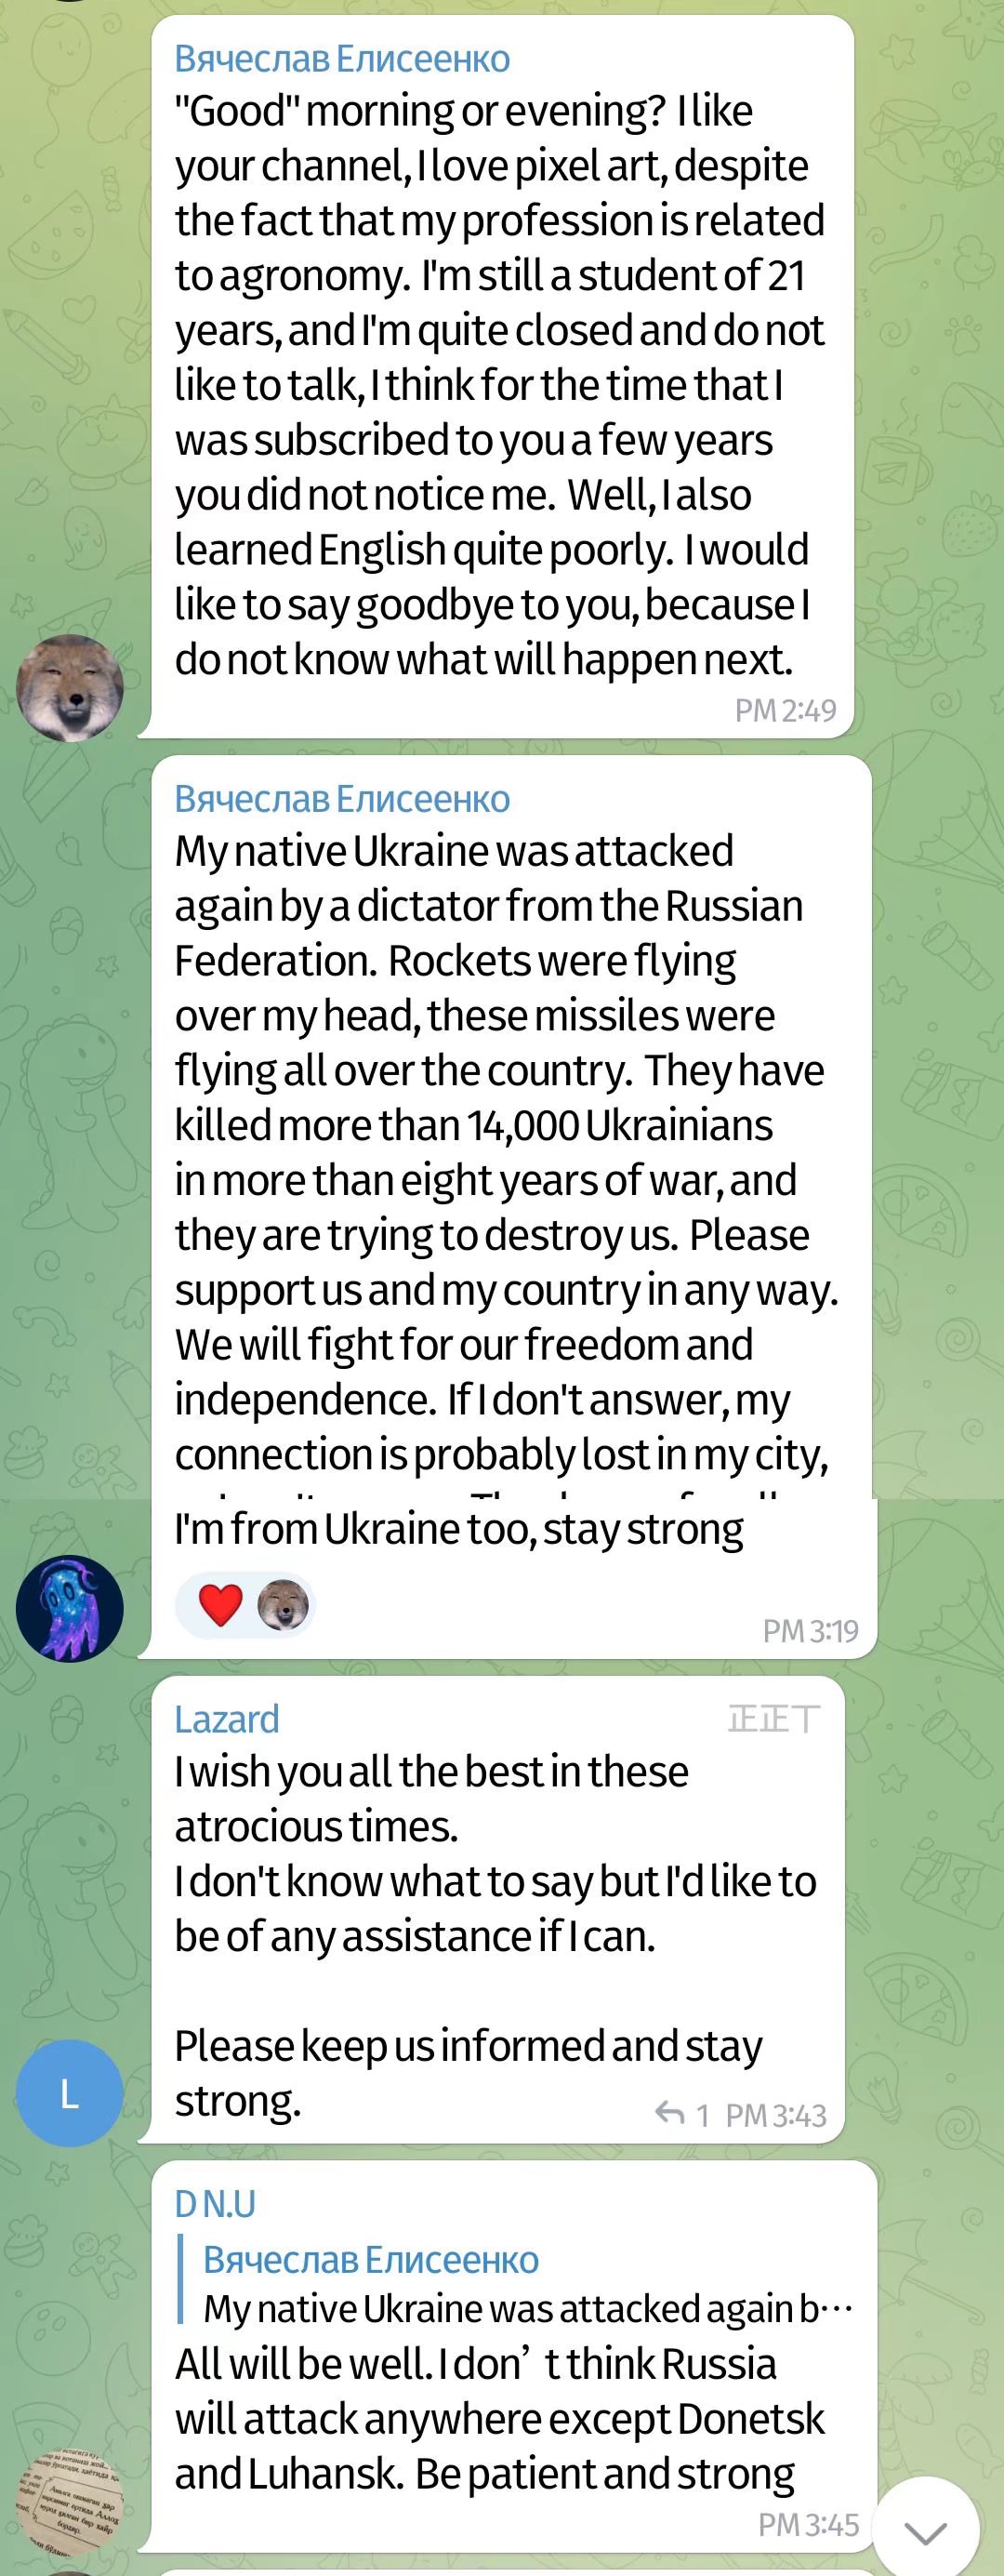 Вячеслав Елисеенко
"Good" morning or evening? I like
your channel, I love pixel art, despite
the fact that my profession is related
to agronomy. I'm still a student of 21
years, and I'm quite closed and do not
like to talk, I think for the time that I
was subscribed to you a few years
you did not notice me. Well, I also
learned English quite poorly. I would
like to say goodbye to you, because I
do not know what will happen next.
PM 2:49
Вячеслав Елисеенко
My native Ukraine was attacked
again by a dictator from the Russian
Federation. Rockets were flying
over my head, these missiles were
flying all over the country. They have
killed more than 14,000 Ukrainians
in more than eight years of war, and
they are trying to destroy us. Please
support us and my country in any way.
We will fight for our freedom and
independence. If I don't answer, my
connection is probably lost in my city,
I'm from Ukraine too, stay strong
PM 3:19
Lazard 正正丅
I wish you all the best in these
atrocious times.
I don't know what to say but I'd like to
be of any assistance if I can.
Please keep us informed and stay
strong.
L
1 PM 3:43
D N.U
Вячеслав Елисеенко
My native Ukraine was attacked again b···
All will be well. I don’t think Russia
will attack anywhere except Donetsk
and Luhansk. Be patient and strong
PM 3:45